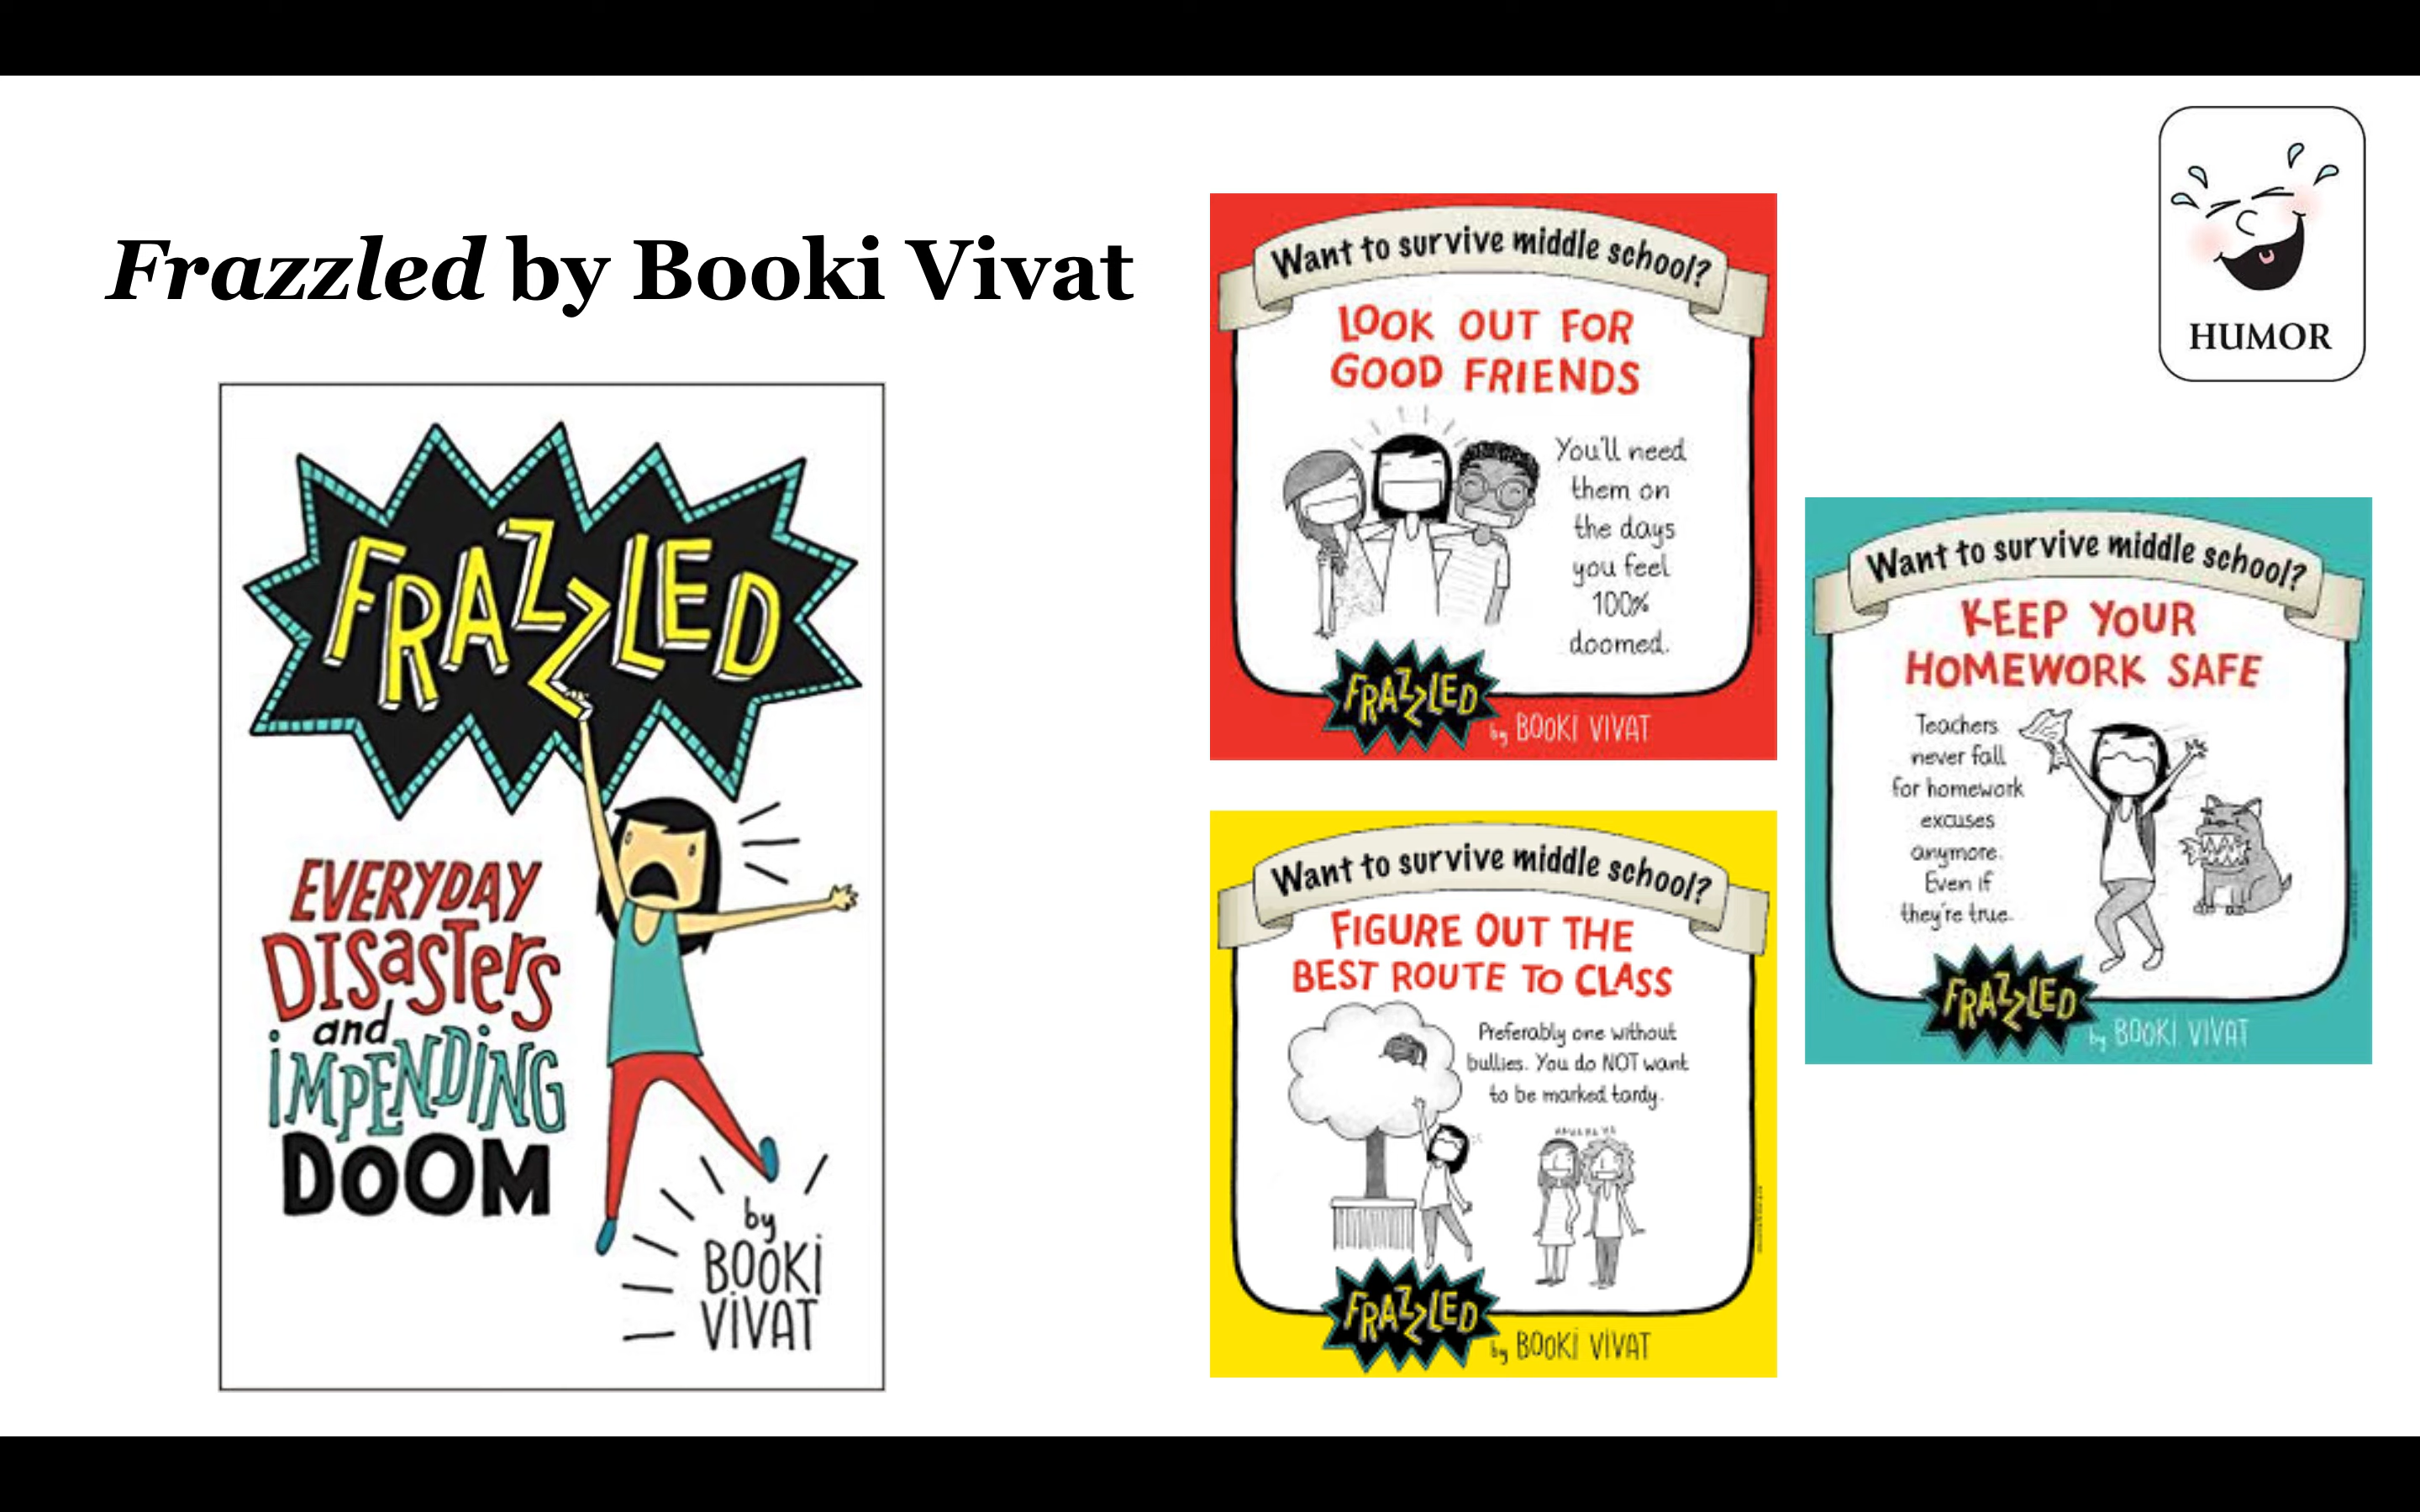 Frazzled by Booki Vivat
FRAZZLED
EVERYDAY
DISasTers
and
iMPENDiNG
DOOM
by
BOOKi
ViVAT
Want to survive middle school?
LOOK OUT FOR
GOOD FRIENDS
You'll need
them on
the days
you feel
100%
doomed.
FRAZZLED
by BOOKI VIVAT
Want to survive middle school?
FIGURE OUT THE
BEST ROUTE TO CLASS
Preferably one without
bullies. You do NOT want
to be marked tardy.
FRAZZLED
by BOOKI VIVAT
HUMOR
Want to survive middle school?
KEEP YOUR
HOMEWORK SAFE
Teachers
never fall
for homework
excuses
anymore.
Even if
they're true.
FRAZZLED
by BOOKI VIVAT